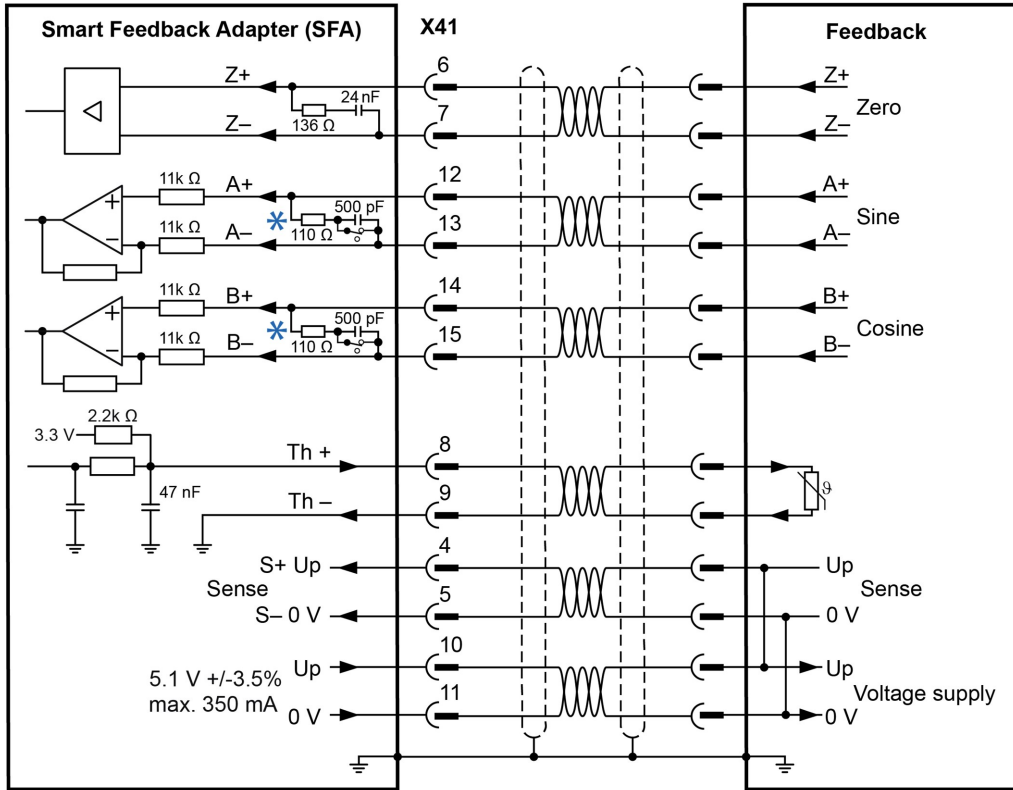 Smart Feedback Adapter (SFA) X41 Feedback
Z+ 6 Z+
24 nF
136 Ω
Zero
Z– 7 Z–
11k Ω A+ 12 A+
500 pF
* 110 Ω
Sine
11k Ω A– 13 A–
+
–
11k Ω B+ 14 B+
500 pF
* 110 Ω
Cosine
11k Ω B– 15 B–
+
–
2.2k Ω
3.3 V
Th + 8
47 nF
ϑ
Th – 9
S+ Up 4 Up
Sense Sense
S– 0 V 5 0 V
Up 10 Up
5.1 V +/-3.5%
max. 350 mA
Voltage supply
0 V 11 0 V